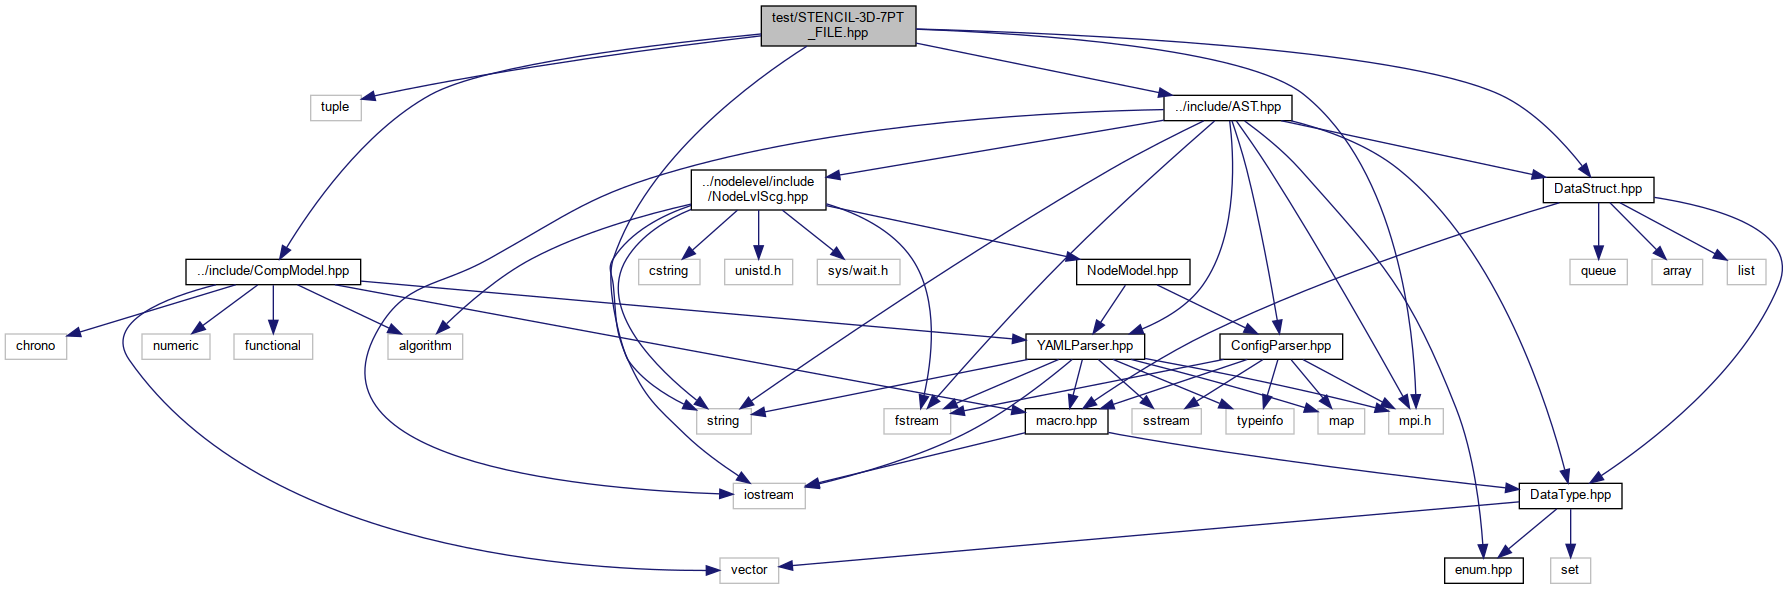 test/STENCIL-3D-7PT
_FILE.hpp
tuple
../include/AST.hpp
../nodelevel/include
/NodeLvlScg.hpp
DataStruct.hpp
../include/CompModel.hpp
cstring
unistd.h
sys/wait.h
NodeModel.hpp
queue
array
list
chrono
numeric
functional
algorithm
YAMLParser.hpp
ConfigParser.hpp
string
fstream
macro.hpp
sstream
typeinfo
map
mpi.h
iostream
DataType.hpp
vector
enum.hpp
set